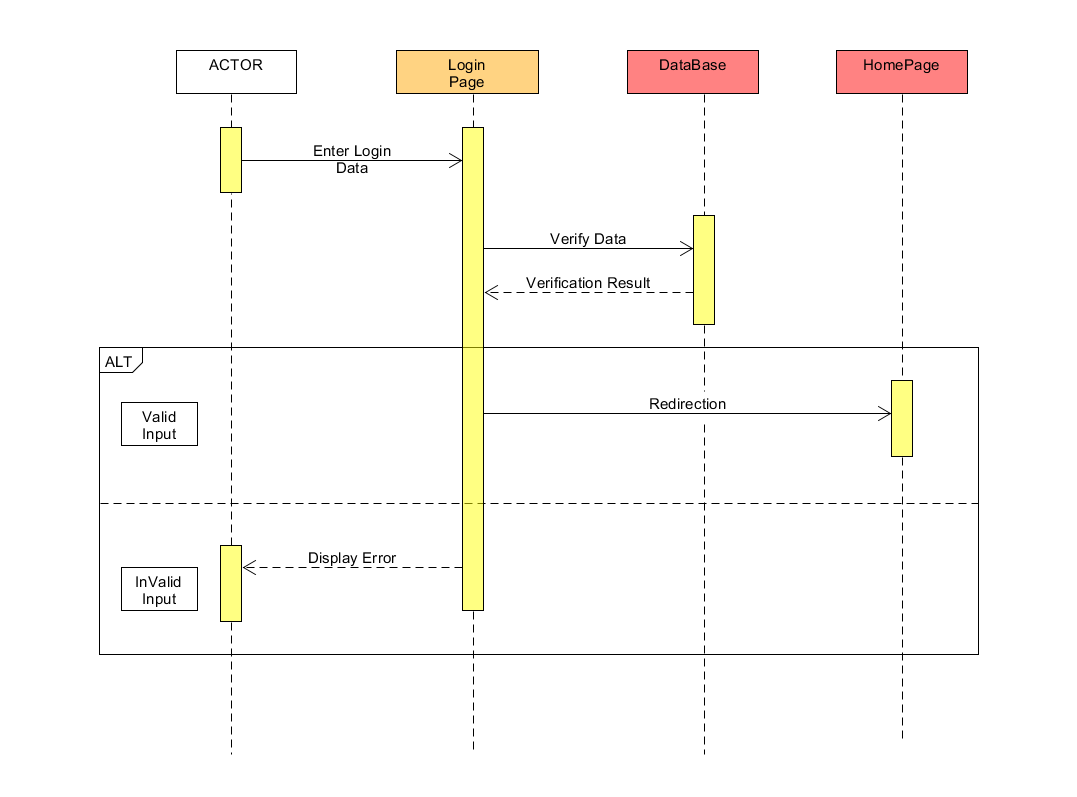 ACTOR
Login
Page
DataBase
HomePage
Enter Login
Data
Verify Data
Verification Result
ALT
Redirection
Valid
Input
Display Error
InValid
Input